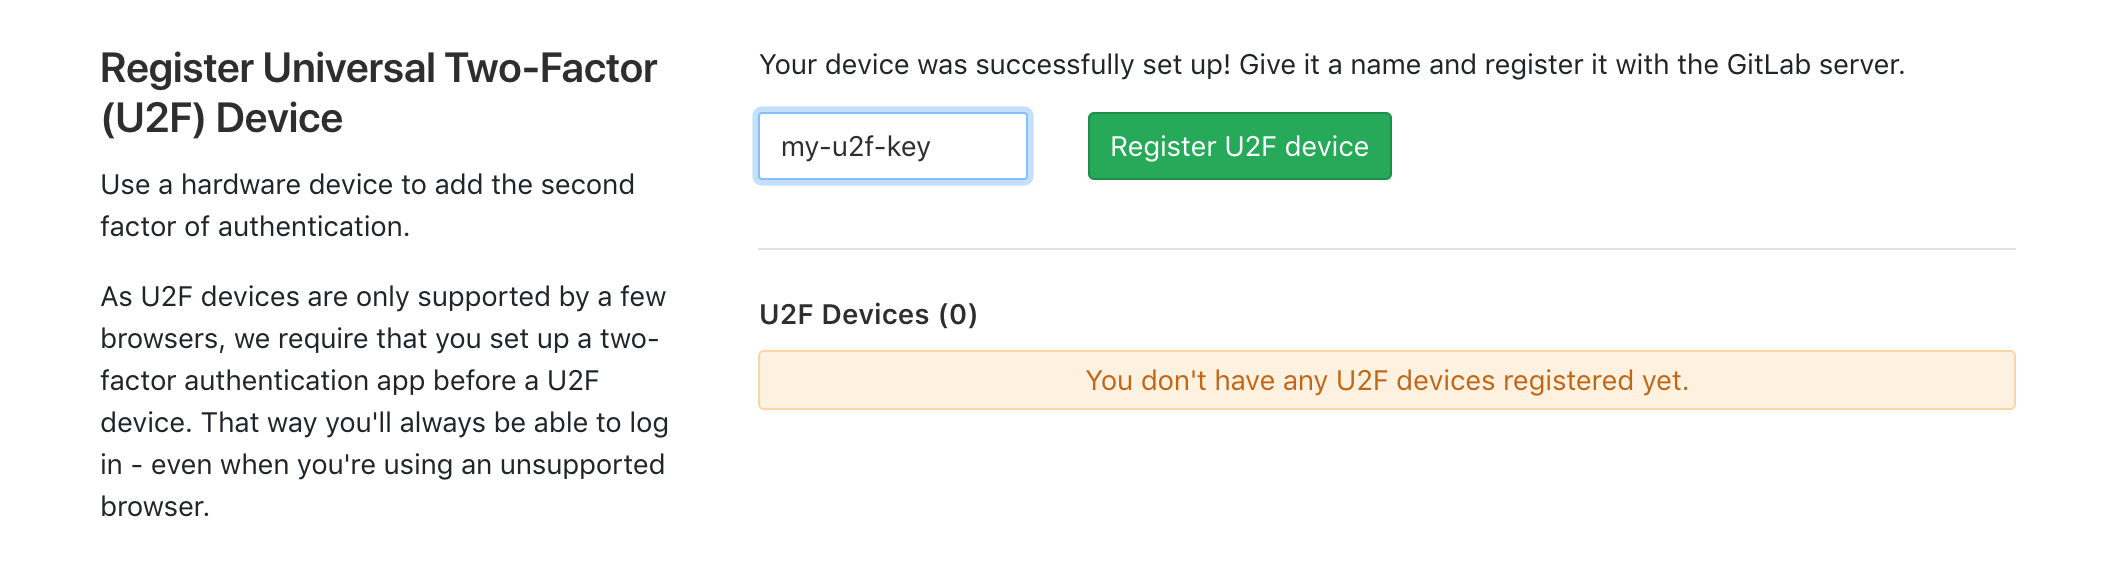 Register Universal Two-Factor
(U2F) Device
Use a hardware device to add the second
factor of authentication.
As U2F devices are only supported by a few
browsers, we require that you set up a two-
factor authentication app before a U2F
device. That way you'll always be able to log
in - even when you're using an unsupported
browser.
Your device was successfully set up! Give it a name and register it with the GitLab server.
my-u2f-key
Register U2F device
U2F Devices (0)
You don't have any U2F devices registered yet.